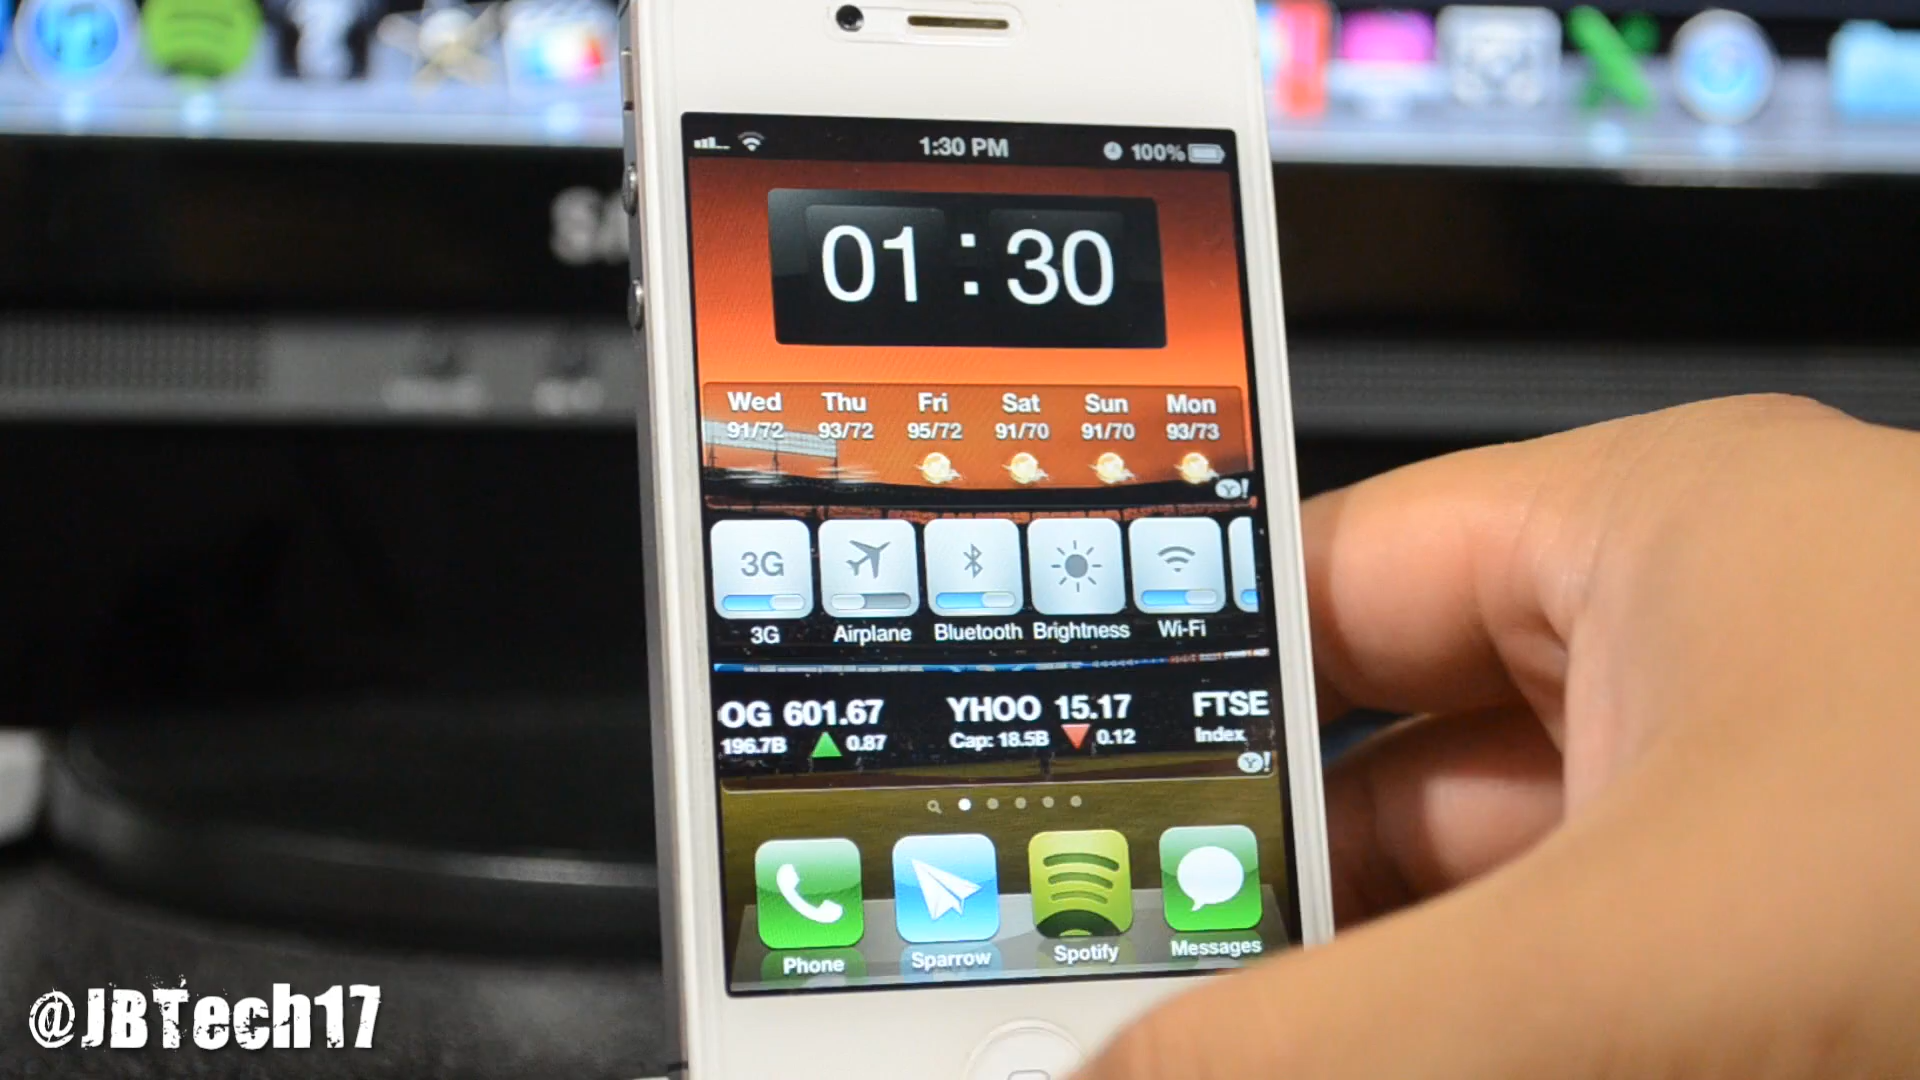 1:30 PM 100%
01:30
Wed Thu Fri Sat Sun Mon
91/72 93/72 95/72 91/70 91/70 93/73
Y!
3G
3G Airplane Bluetooth Brightness Wi-Fi
OG 601.67 YHOO 15.17 FTSE
196.7B 0.87 Cap: 18.5B 0.12 Index
Y!
Phone Sparrow Spotify Messages
@JBTech17